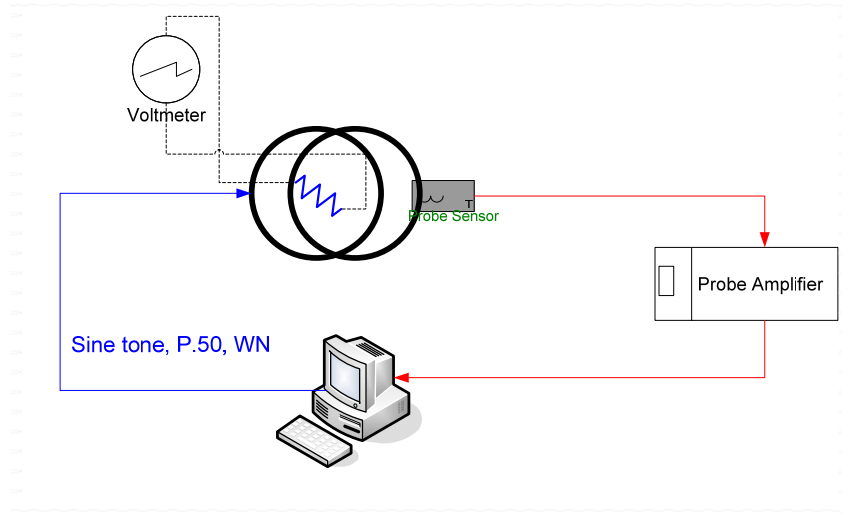 Voltmeter
T
Probe Sensor
Probe Amplifier
Sine tone, P.50, WN